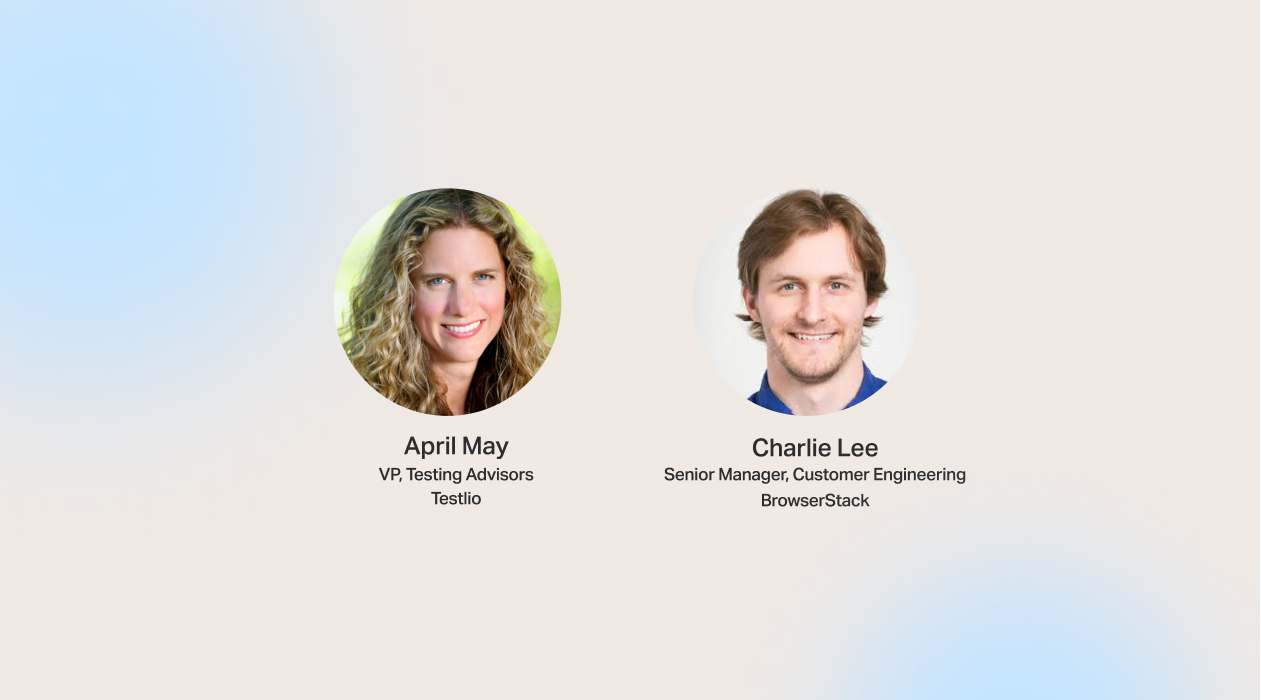 April May
VP, Testing Advisors
Testlio
Charlie Lee
Senior Manager, Customer Engineering
BrowserStack